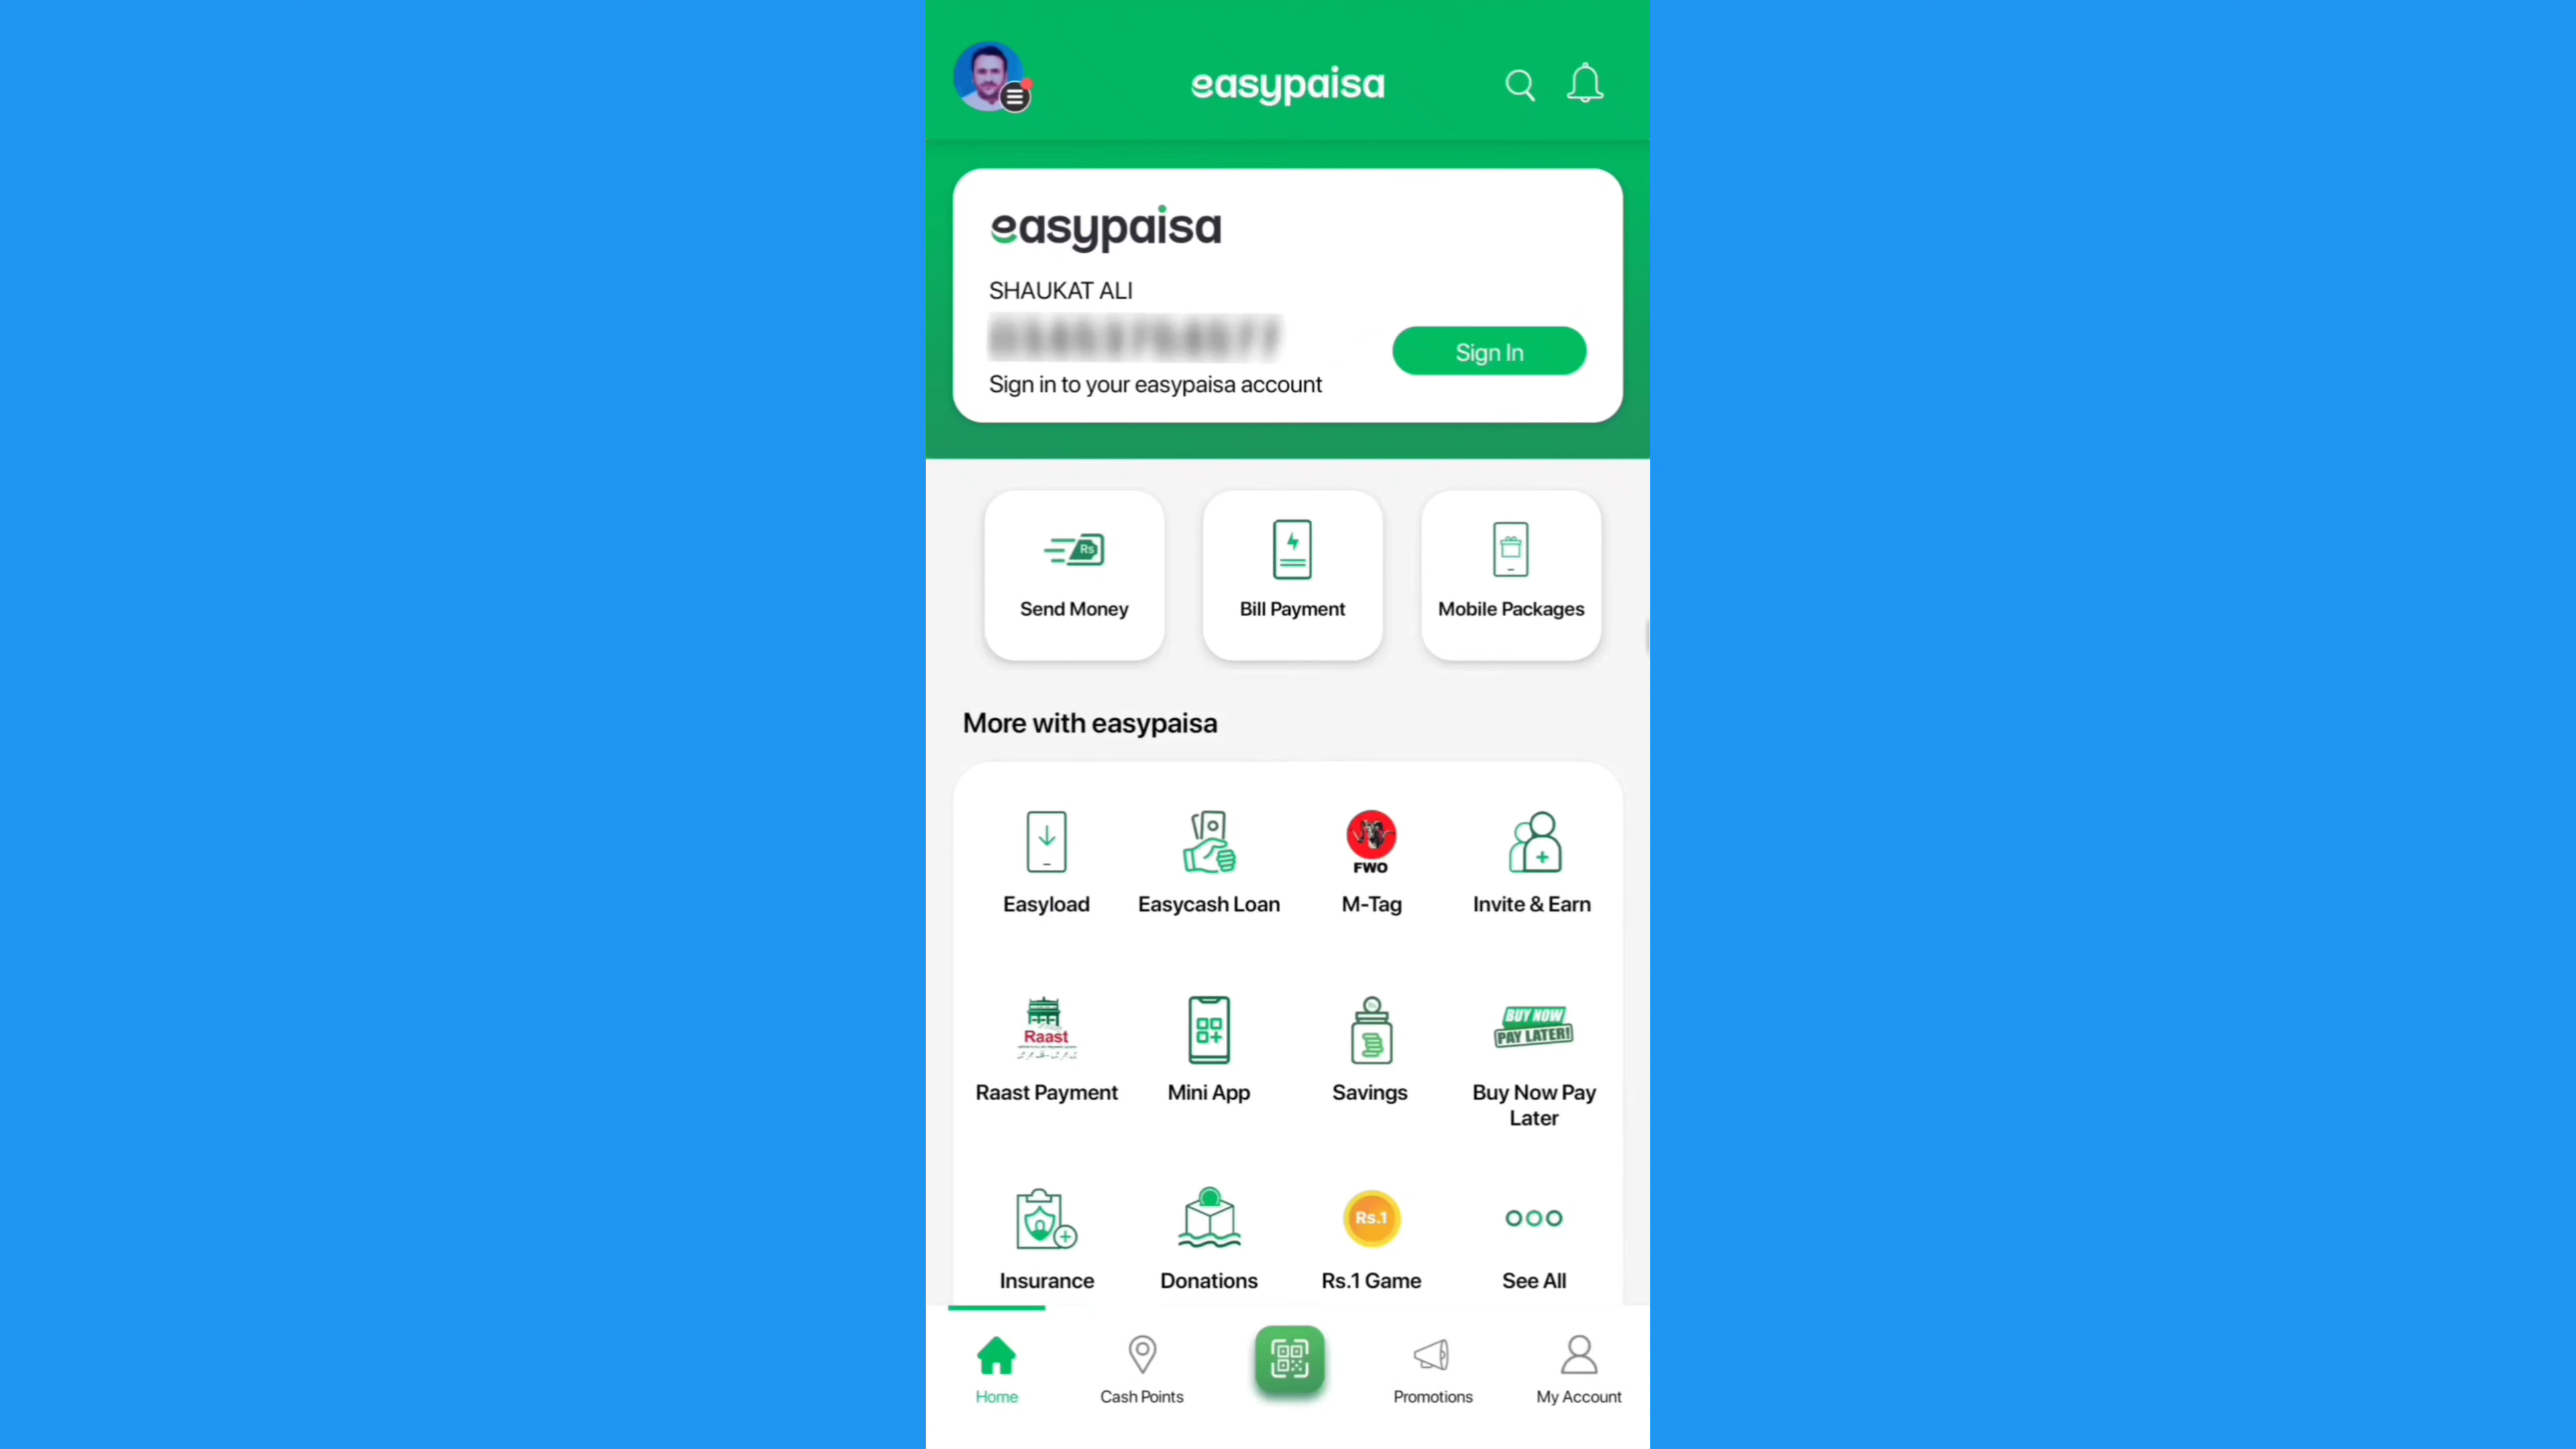 easypaisa
easypaisa
SHAUKAT ALI
Sign In
Sign in to your easypaisa account
Rs
Send Money
Bill Payment
Mobile Packages
More with easypaisa
FWO
Easyload
Easycash Loan
M-Tag
Invite & Earn
Raast
BUY NOW
PAY LATER!
Raast Payment
Mini App
Savings
Buy Now Pay
Later
Rs.1
Insurance
Donations
Rs.1 Game
See All
Home
Cash Points
Promotions
My Account